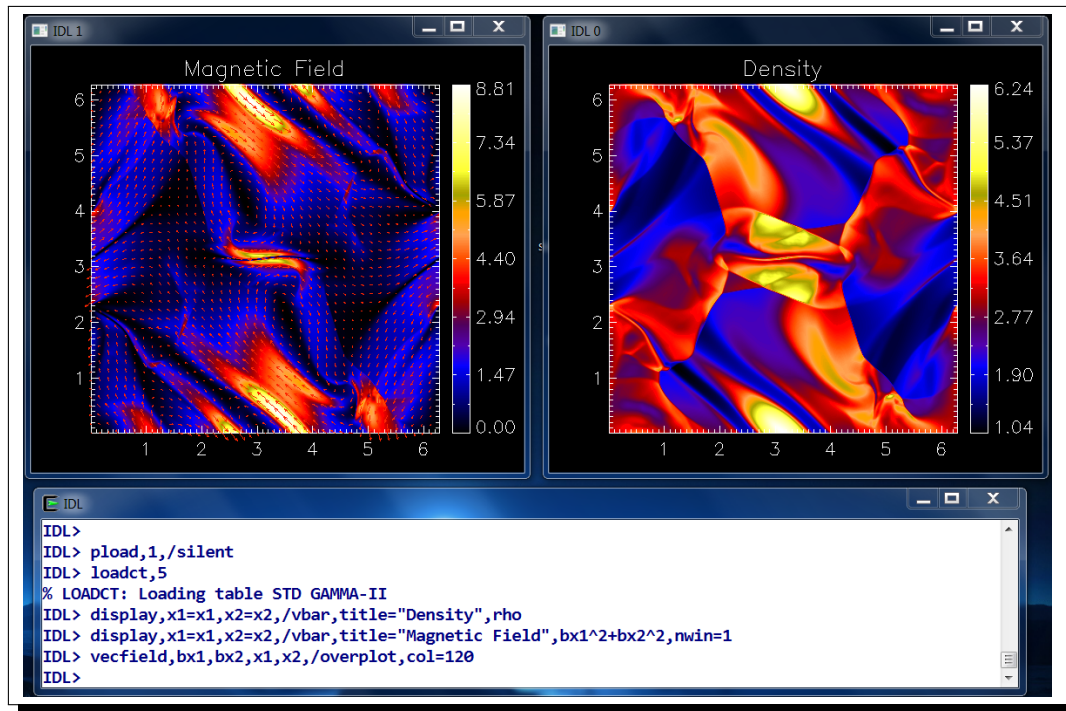 IDL 1
Magnetic Field
6
5
4
3
2
1
1 2 3 4 5 6
8.81
7.34
5.87
4.40
2.94
1.47
0.00
IDL 0
Density
6
5
4
3
2
1
1 2 3 4 5 6
6.24
5.37
4.51
3.64
2.77
1.90
1.04
s
IDL
IDL>
IDL> pload,1,/silent
IDL> loadct,5
% LOADCT: Loading table STD GAMMA-II
IDL> display,x1=x1,x2=x2,/vbar,title="Density",rho
IDL> display,x1=x1,x2=x2,/vbar,title="Magnetic Field",bx1^2+bx2^2,nwin=1
IDL> vecfield,bx1,bx2,x1,x2,/overplot,col=120
IDL>